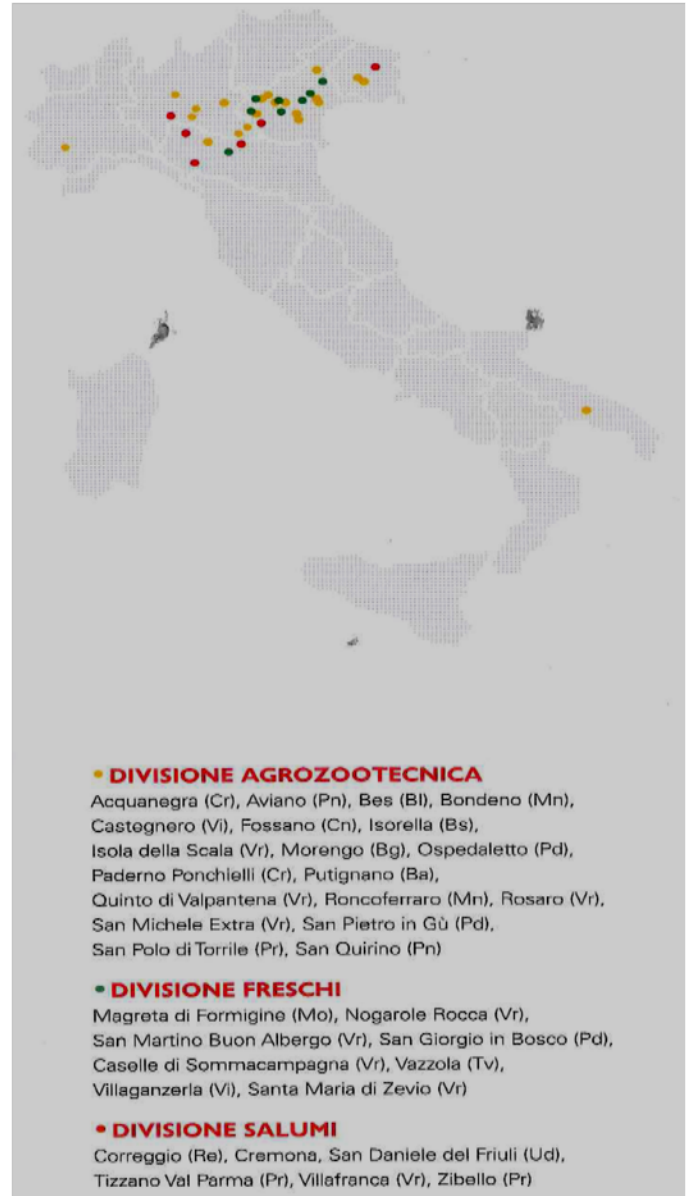 • DIVISIONE AGROZOOTECNICA
Acquanegra (Cr), Aviano (Pn), Bes (Bl), Bondeno (Mn),
Castegnero (Vi), Fossano (Cn), Isorella (Bs),
Isola della Scala (Vr), Morengo (Bg), Ospedaletto (Pd),
Paderno Ponchielli (Cr), Putignano (Ba),
Quinto di Valpantena (Vr), Roncoferraro (Mn), Rosaro (Vr),
San Michele Extra (Vr), San Pietro in Gù (Pd),
San Polo di Torrile (Pr), San Quirino (Pn)
• DIVISIONE FRESCHI
Magreta di Formigine (Mo), Nogarole Rocca (Vr),
San Martino Buon Albergo (Vr), San Giorgio in Bosco (Pd),
Caselle di Sommacampagna (Vr), Vazzola (Tv),
Villaganzerla (Vi), Santa Maria di Zevio (Vr)
• DIVISIONE SALUMI
Correggio (Re), Cremona, San Daniele del Friuli (Ud),
Tizzano Val Parma (Pr), Villafranca (Vr), Zibello (Pr)